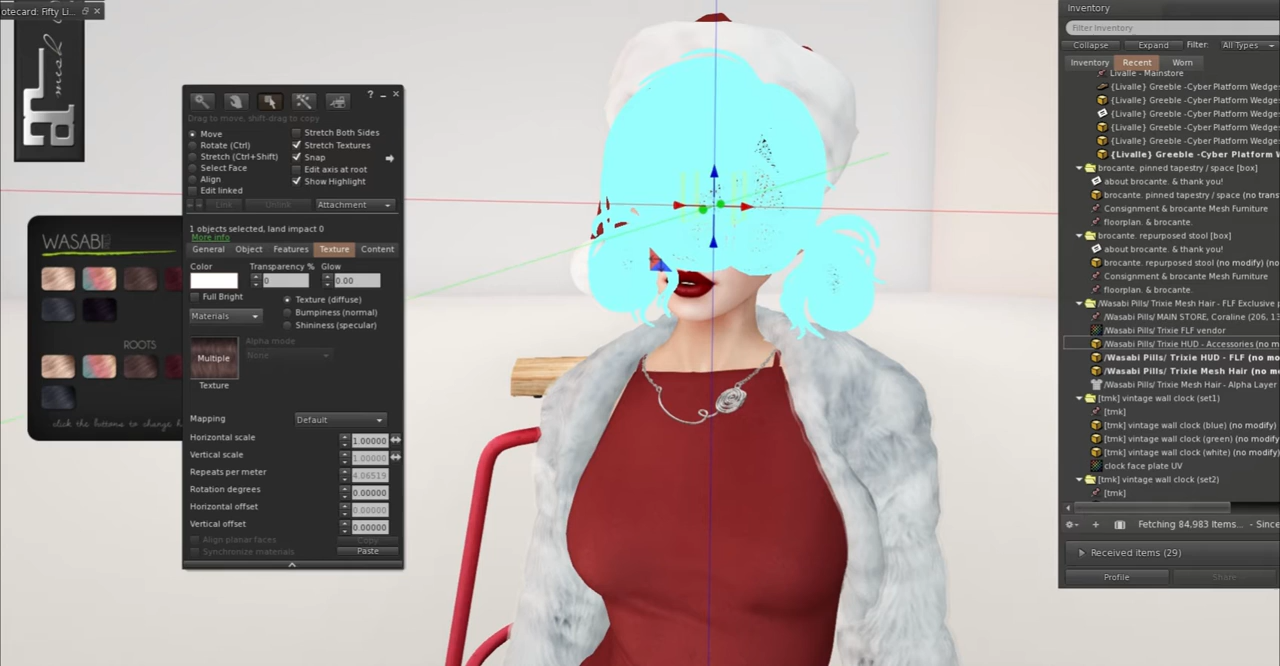 otecard: Fifty Li...
mesh
WASABI
ROOTS
click the buttons to change h
?
Drag to move, shift-drag to copy
Move
Rotate (Ctrl)
Stretch (Ctrl+Shift)
Select Face
Align
Edit linked
Stretch Both Sides
Stretch Textures
Snap
Edit axis at root
Show Highlight
Link
Unlink
Attachment
1 objects selected, land impact 0
More info
General
Object
Features
Texture
Content
Color
Transparency %
Glow
0
0.00
Full Bright
Texture (diffuse)
Bumpiness (normal)
Shininess (specular)
Materials
Multiple
Texture
Alpha mode
None
Mapping
Default
Horizontal scale
1.00000
Vertical scale
1.00000
Repeats per meter
4.06519
Rotation degrees
0.00000
Horizontal offset
0.00000
Vertical offset
0.00000
Align planar faces
Copy
Synchronize materials
Paste
Inventory
Filter Inventory
Collapse
Expand
Filter:
All Types
Inventory
Recent
Worn
Livalle - Mainstore
{Livalle} Greeble -Cyber Platform Wedge
{Livalle} Greeble -Cyber Platform Wedges
{Livalle} Greeble -Cyber Platform Wedges
{Livalle} Greeble -Cyber Platform Wedges
{Livalle} Greeble -Cyber Platform Wedges
{Livalle} Greeble -Cyber Platform W
brocante. pinned tapestry / space [box]
about brocante. & thank you!
brocante. pinned tapestry / space (no trans
Consignment & brocante Mesh Furniture
floorplan. & brocante.
brocante. repurposed stool [box]
about brocante. & thank you!
brocante. repurposed stool (no modify) (no
Consignment & brocante Mesh Furniture
floorplan. & brocante.
/Wasabi Pills/ Trixie Mesh Hair - FLF Exclusive p
/Wasabi Pills/ MAIN STORE, Coraline (206, 13
/Wasabi Pills/ Trixie FLF vendor
/Wasabi Pills/ Trixie HUD - Accessories (no m
/Wasabi Pills/ Trixie HUD - FLF (no mo
/Wasabi Pills/ Trixie Mesh Hair (no mo
/Wasabi Pills/ Trixie Mesh Hair - Alpha Layer
[tmk] vintage wall clock (set1)
[tmk]
[tmk] vintage wall clock (blue) (no modify)
[tmk] vintage wall clock (green) (no modify)
[tmk] vintage wall clock (white) (no modify)
clock face plate UV
[tmk] vintage wall clock (set2)
[tmk]
Fetching 84,983 Items... - Since
Received items (29)
Profile
Share